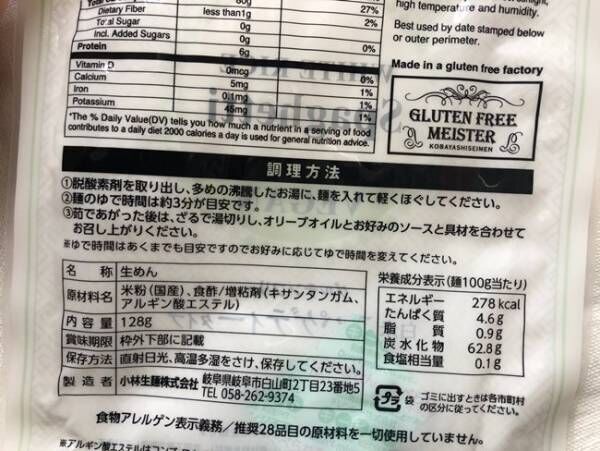 80g
27%
Dietary Fiber
less than1g
2%
Total Sugar
0g
Incl. Added Sugars
0g
Protein
6g
0%
Vitamin D
0mcg
0%
Calcium
5mg
1%
Iron
0.1mg
1%
Potassium
45mg
1%
*The % Daily Value(DV) tells you how much a nutrient in a serving of food
contributes to a daily diet 2000 calories a day is used for general nutrition advice.
high temperature and humidity.
Best used by date stamped below
or outer perimeter.
Made in a gluten free factory
GLUTEN FREE
MEISTER
KOBAYASHISEIMEN
WHITE RICE
Spaghetti
調理方法
①脱酸素剤を取り出し、多めの沸騰したお湯に、麺を入れて軽くほぐしてください。
②麺のゆで時間は約3分が目安です。
③茹であがった後は、ざるで湯切りし、オリーブオイルとお好みのソースと具材を合わせて
お召し上がりください。
※ゆで時間はあくまでも目安ですのでお好みに応じてゆで時間を変えてください。
名称 生めん
原材料名 米粉(国産)、食酢/増粘剤(キサンタンガム、
アルギン酸エステル)
内容量 128g
賞味期限 枠外下部に記載
保存方法 直射日光、高温多湿をさけ、保存してください。
製造者 小林生麺株式会社 岐阜県岐阜市白山町2丁目23番地5
TEL 058-262-9374
栄養成分表示(麺100g当たり)
エネルギー 278kcal
たんぱく質 4.6g
脂質 0.9g
炭水化物 62.8g
食塩相当量 0.1g
プラ
袋
ゴミに出すときは各市町村
の区分に従ってください。
食物アレルゲン表示義務/推奨28品目の原材料を一切使用していません。
※アルギン酸エステルはコンブ